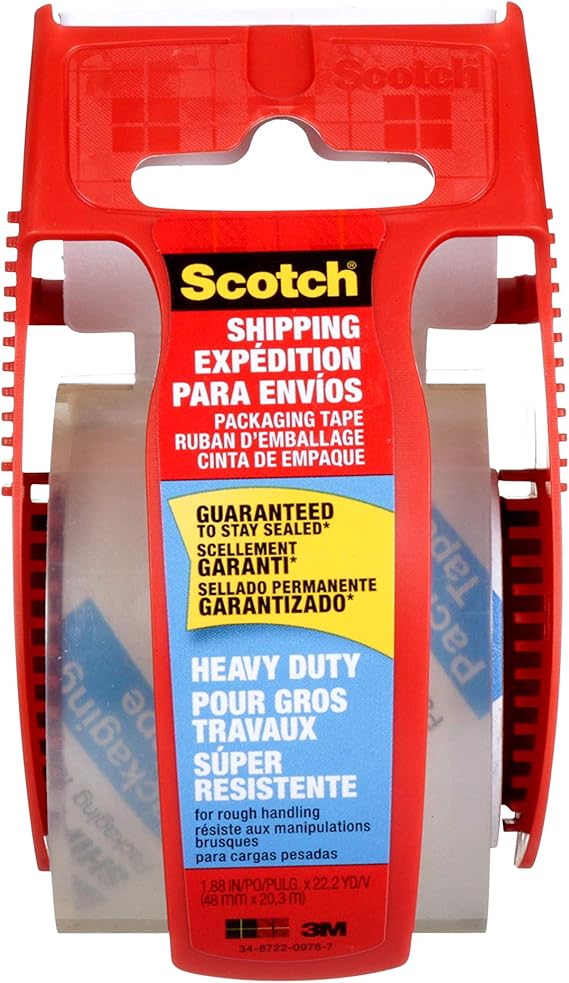 Scotch
Scotch®
SHIPPING
EXPÉDITION
PARA ENVÍOS
PACKAGING TAPE
RUBAN D'EMBALLAGE
CINTA DE EMPAQUE
GUARANTEED
TO STAY SEALED*
SCELLEMENT
GARANTI*
SELLADO PERMANENTE
GARANTIZADO*
HEAVY DUTY
POUR GROS
TRAVAUX
SÚPER
RESISTENTE
for rough handling
résiste aux manipulations
brusques
para cargas pesadas
1.88 IN/PO/PULG. x 22.2 YD/V
(48 mm x 20,3 m)
3M
34-8722-0978-7